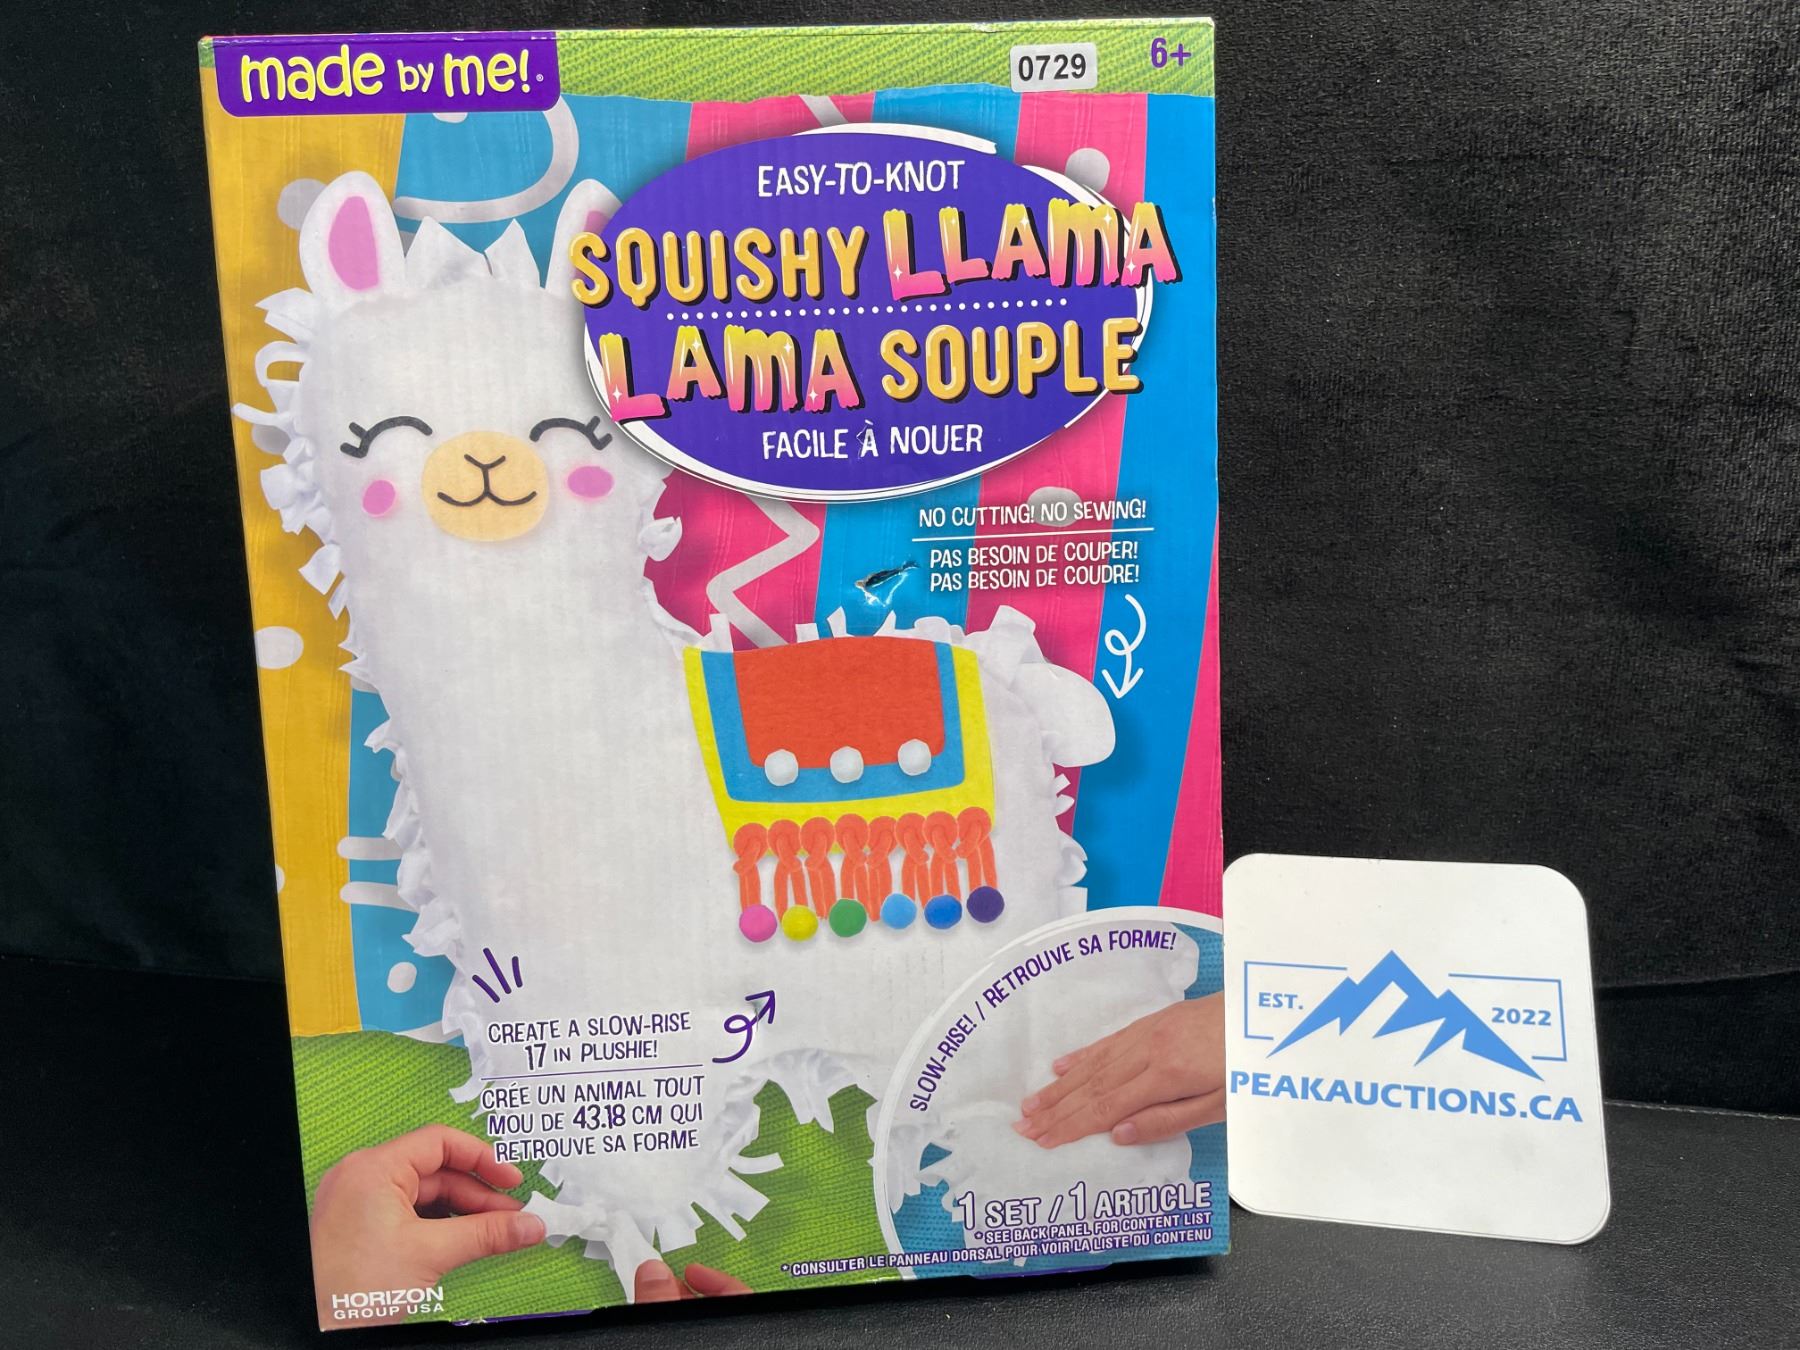 made by me!
0729
6+
EASY-TO-KNOT
SQUISHY LLAMA
LAMA SOUPLE
FACILE À NOUER
NO CUTTING! NO SEWING!
PAS BESOIN DE COUPER!
PAS BESOIN DE COUDRE!
CREATE A SLOW-RISE
17 IN PLUSHIE!
CRÉE UN ANIMAL TOUT
MOU DE 43.18 CM QUI
RETROUVE SA FORME
SLOW-RISE! / RETROUVE SA FORME!
1 SET / 1 ARTICLE
*SEE BACK PANEL FOR CONTENT LIST
*CONSULTER LE PANNEAU DORSAL POUR VOIR LA LISTE DU CONTENU
HORIZON
GROUP USA
EST. 2022
PEAKAUCTIONS.CA